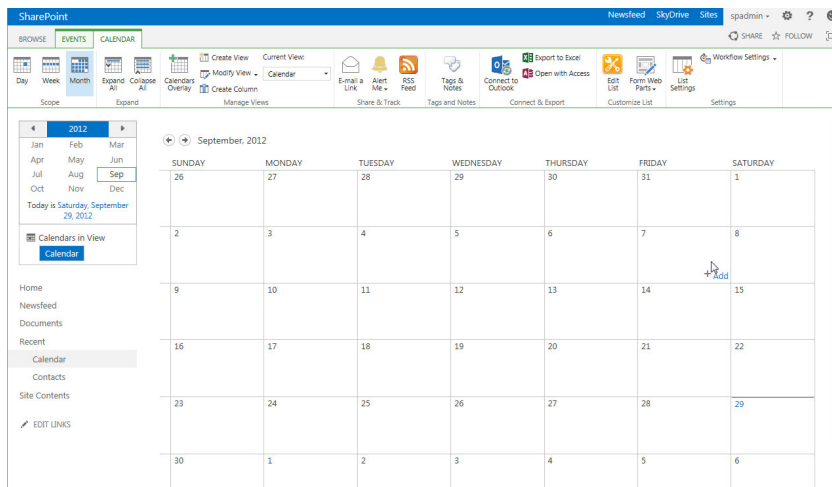 SharePoint Newsfeed SkyDrive Sites spadmin ?
BROWSE EVENTS CALENDAR SHARE FOLLOW
Day Week Month Expand All Collapse All Calendars Overlay Create View Modify View Create Column Current View: Calendar E-mail a Link Alert Me RSS Feed Tags & Notes Connect to Outlook Export to Excel Open with Access Edit List Form Web Parts List Settings Workflow Settings
Scope Expand Manage Views Share & Track Tags and Notes Connect & Export Customize List Settings
2012
Jan Feb Mar
Apr May Jun
Jul Aug Sep
Oct Nov Dec
Today is Saturday, September
29, 2012
Calendars in View
Calendar
Home
Newsfeed
Documents
Recent
Calendar
Contacts
Site Contents
EDIT LINKS
September, 2012
SUNDAY MONDAY TUESDAY WEDNESDAY THURSDAY FRIDAY SATURDAY
26 27 28 29 30 31 1
2 3 4 5 6 7 8
+ Add
9 10 11 12 13 14 15
16 17 18 19 20 21 22
23 24 25 26 27 28 29
30 1 2 3 4 5 6